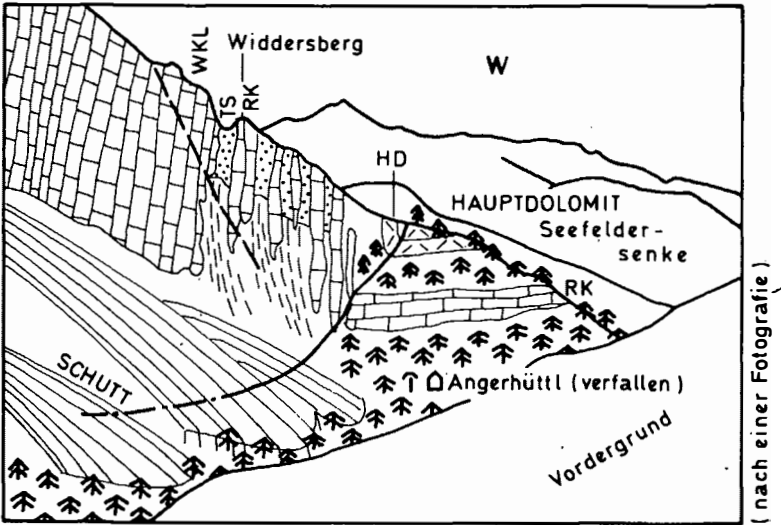 WKL
Widdersberg
TS
RK
W
HD
HAUPTDOLOMIT
Seefelder-
senke
RK
SCHUTT
Angerhüttl (verfallen)
Vordergrund
(nach einer Fotografie)